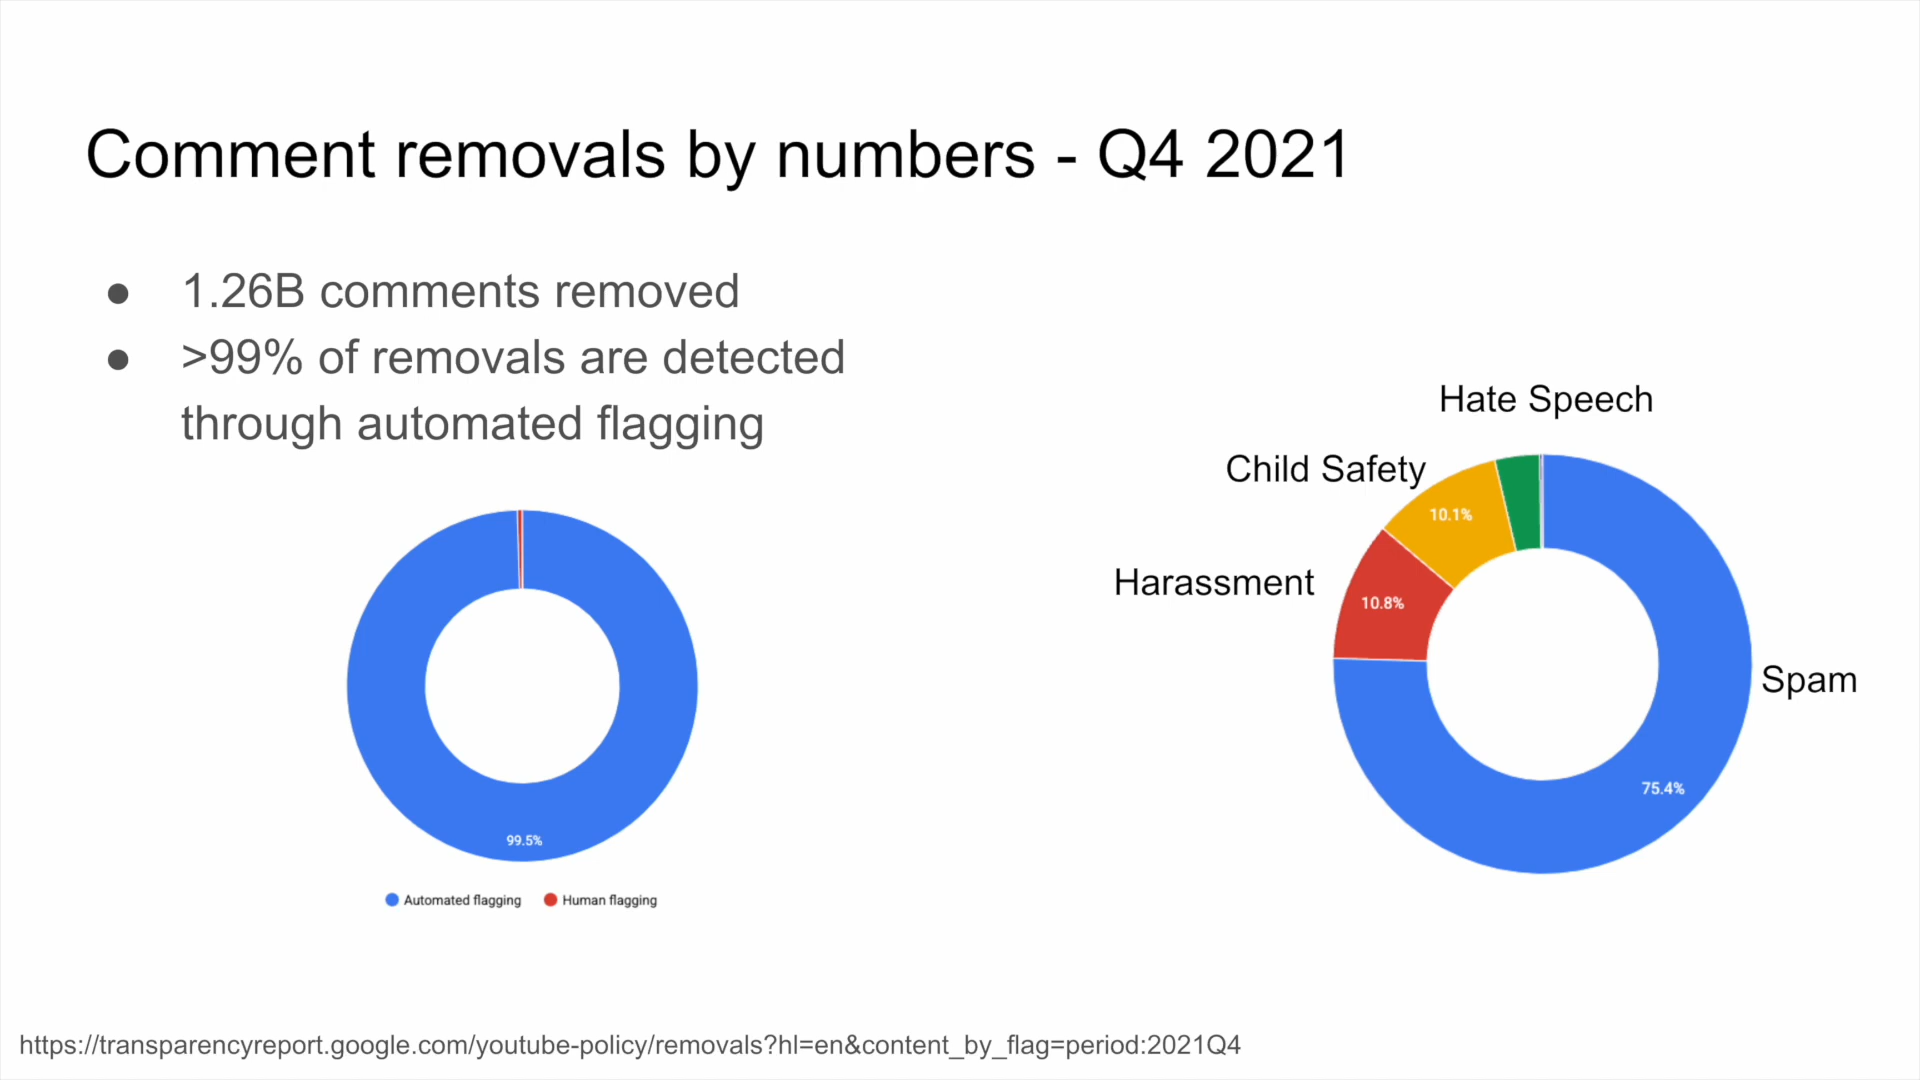 Comment removals by numbers - Q4 2021
● 1.26B comments removed
● >99% of removals are detected
through automated flagging
99.5%
Automated flagging
Human flagging
Hate Speech
Child Safety
10.1%
Harassment
10.8%
Spam
75.4%
https://transparencyreport.google.com/youtube-policy/removals?hl=en&content_by_flag=period:2021Q4